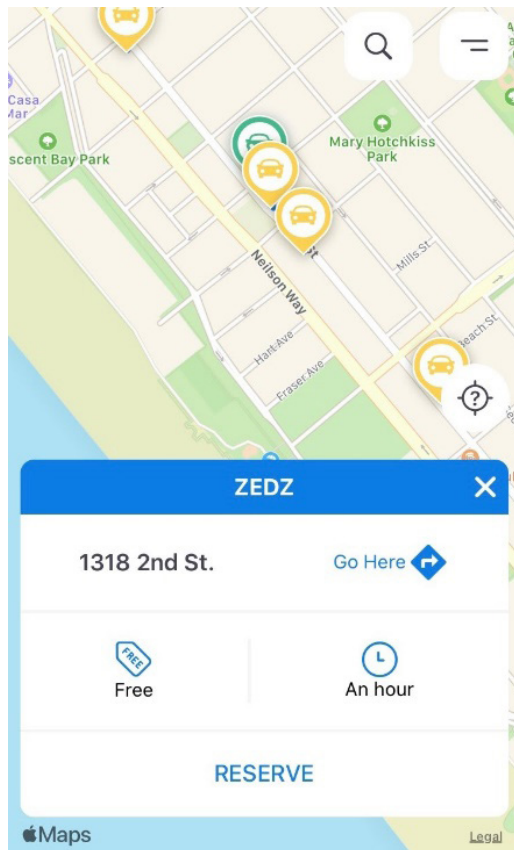 Casa
Mar
scent Bay Park
Mary Hotchkiss
Park
St
Mills St
Neilson Way
Beach St
Hart Ave
Fraser Ave
ZEDZ
1318 2nd St.
Go Here
FREE
Free
An hour
RESERVE
Maps
Legal